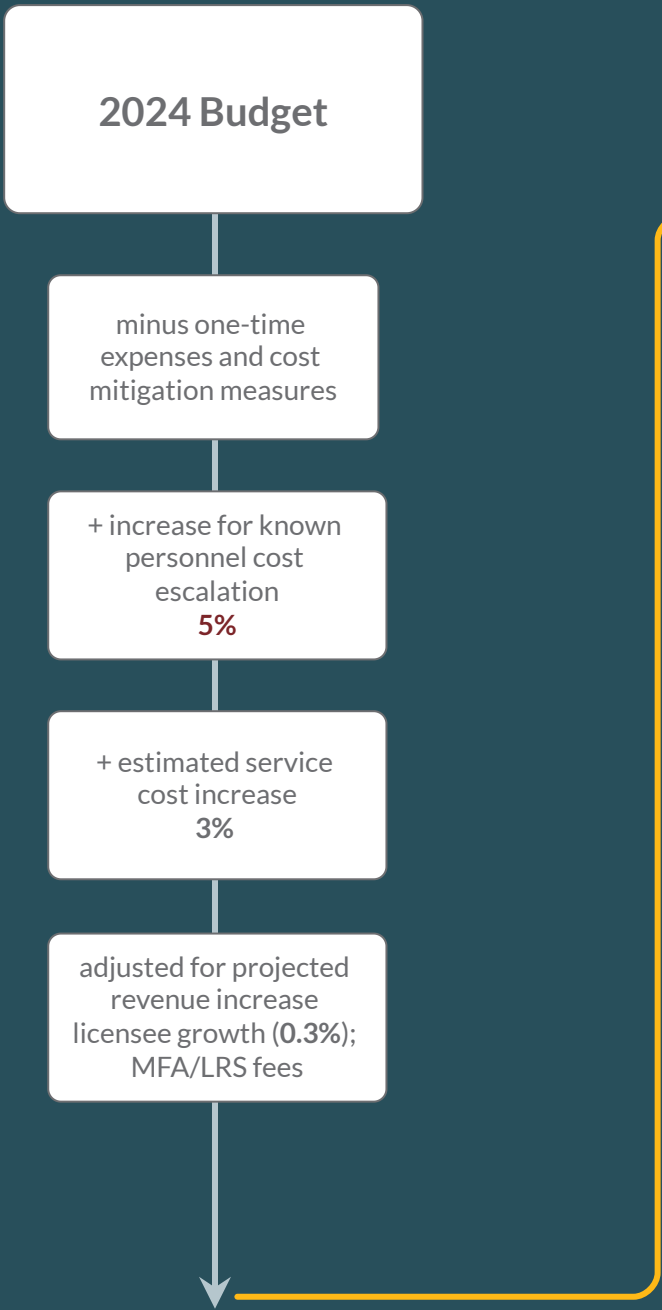 2024 Budget
minus one-time
expenses and cost
mitigation measures
+ increase for known
personnel cost
escalation
5%
+ estimated service
cost increase
3%
adjusted for projected
revenue increase
licensee growth (0.3%);
MFA/LRS fees